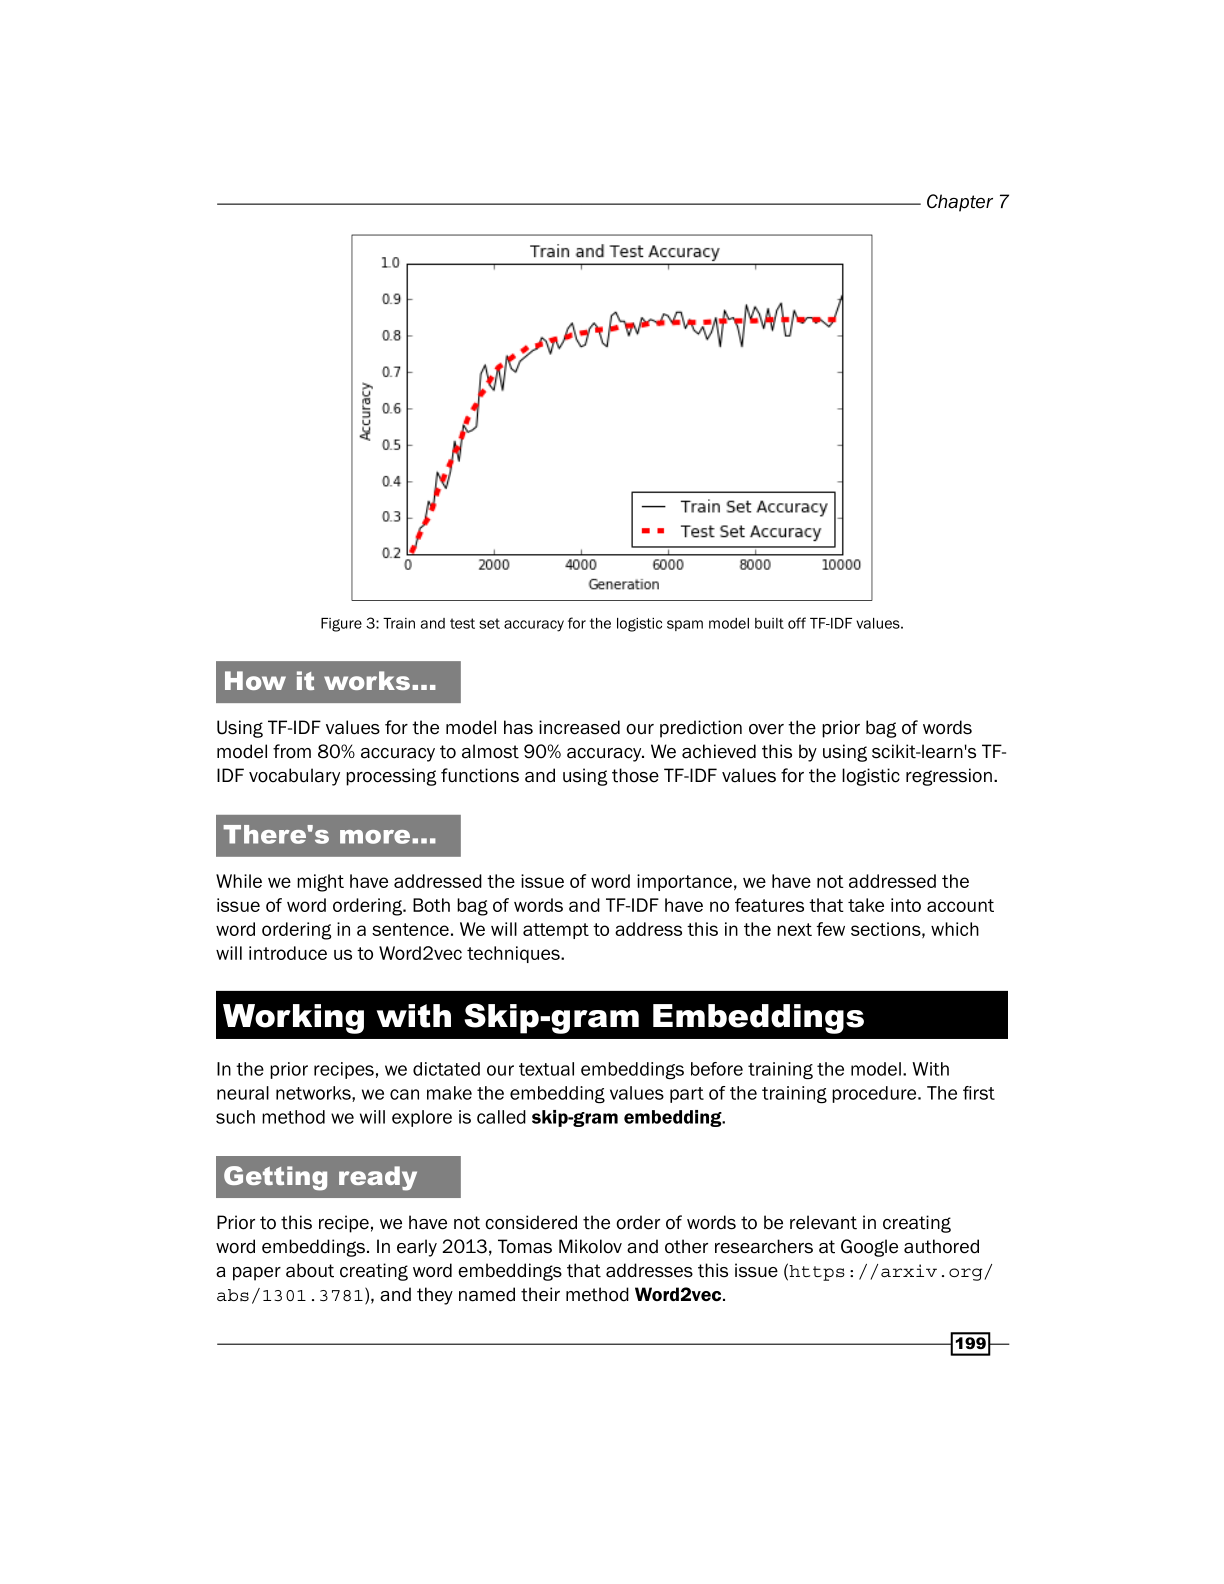 Chapter 7
Train and Test Accuracy
1.0
0.9
0.8
0.7
0.6
0.5
0.4
0.3
0.2
Accuracy
0 2000 4000 6000 8000 10000
Generation
Train Set Accuracy
Test Set Accuracy
Figure 3: Train and test set accuracy for the logistic spam model built off TF-IDF values.
How it works...
Using TF-IDF values for the model has increased our prediction over the prior bag of words
model from 80% accuracy to almost 90% accuracy. We achieved this by using scikit-learn's TF-
IDF vocabulary processing functions and using those TF-IDF values for the logistic regression.
There's more...
While we might have addressed the issue of word importance, we have not addressed the
issue of word ordering. Both bag of words and TF-IDF have no features that take into account
word ordering in a sentence. We will attempt to address this in the next few sections, which
will introduce us to Word2vec techniques.
Working with Skip-gram Embeddings
In the prior recipes, we dictated our textual embeddings before training the model. With
neural networks, we can make the embedding values part of the training procedure. The first
such method we will explore is called skip-gram embedding.
Getting ready
Prior to this recipe, we have not considered the order of words to be relevant in creating
word embeddings. In early 2013, Tomas Mikolov and other researchers at Google authored
a paper about creating word embeddings that addresses this issue (https://arxiv.org/
abs/1301.3781), and they named their method Word2vec.
199